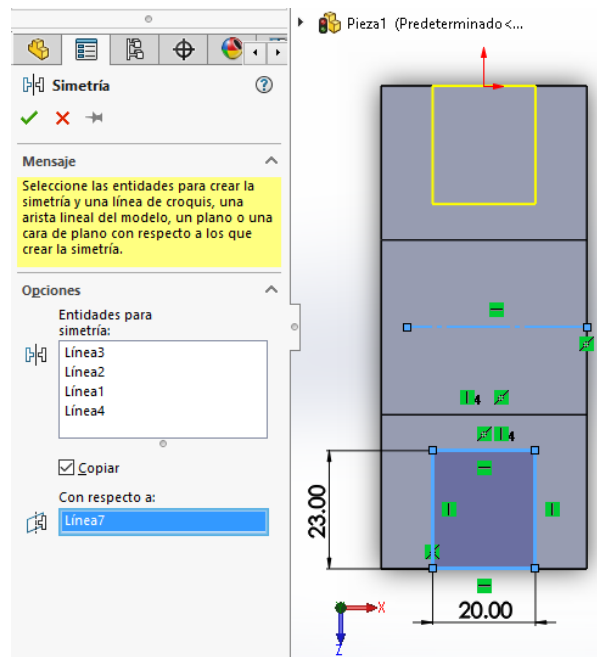 Pieza1 (Predeterminado<...
Simetría
?
Mensaje
Seleccione las entidades para crear la
simetría y una línea de croquis, una
arista lineal del modelo, un plano o una
cara de plano con respecto a los que
crear la simetría.
Opciones
Entidades para
simetría:
Línea3
Línea2
Línea1
Línea4
Copiar
Con respecto a:
Línea7
4
4
23.00
20.00
X
Z